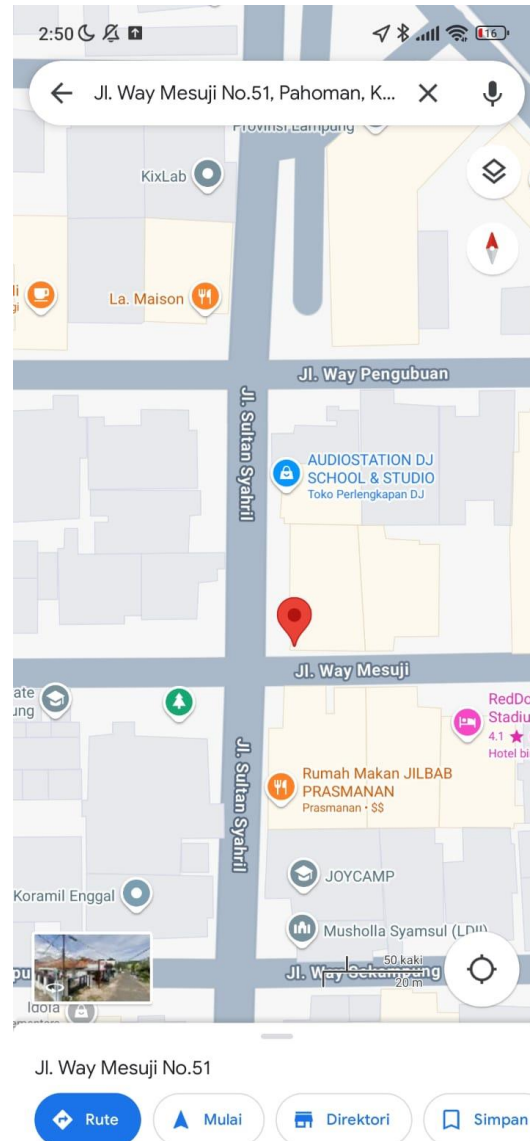 2:50
16
Jl. Way Mesuji No.51, Pahoman, K...
Provinsi Lampung
KixLab
La. Maison
Jl. Way Pengubuan
Jl. Sultan Syahril
AUDIOSTATION DJ
SCHOOL & STUDIO
Toko Perlengkapan DJ
Jl. Way Mesuji
RedDo
Stadiu
4.1 ★
Hotel bi
Jl. Sultan Syahril
Rumah Makan JILBAB
PRASMANAN
Prasmanan · $$
JOYCAMP
Koramil Enggal
Musholla Syamsul (LDII)
50 kaki
20 m
Jl. Way Sekampung
Idola
Jl. Way Mesuji No.51
Rute
Mulai
Direktori
Simpan